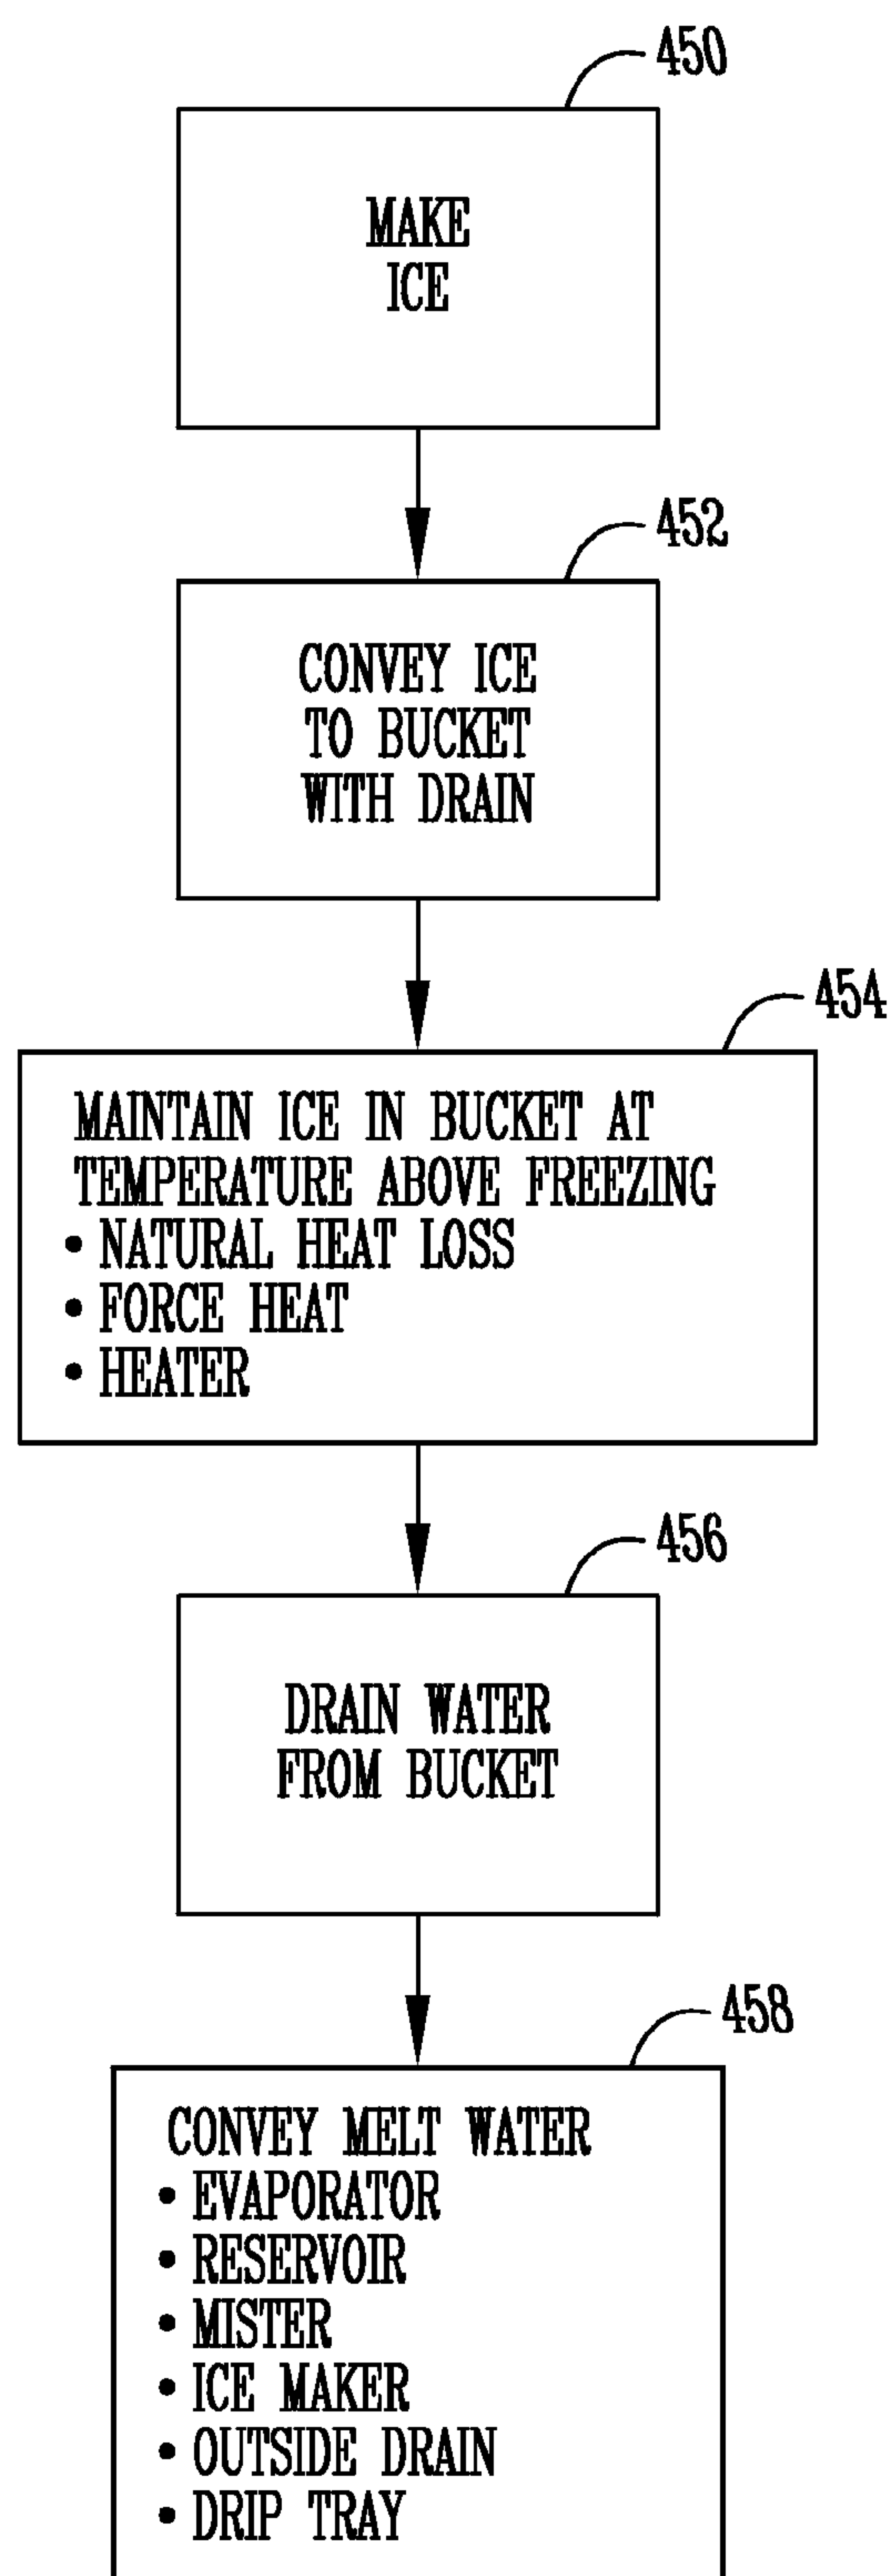 450
MAKE
ICE
452
CONVEY ICE
TO BUCKET
WITH DRAIN
454
MAINTAIN ICE IN BUCKET AT
TEMPERATURE ABOVE FREEZING
• NATURAL HEAT LOSS
• FORCE HEAT
• HEATER
456
DRAIN WATER
FROM BUCKET
458
CONVEY MELT WATER
• EVAPORATOR
• RESERVOIR
• MISTER
• ICE MAKER
• OUTSIDE DRAIN
• DRIP TRAY